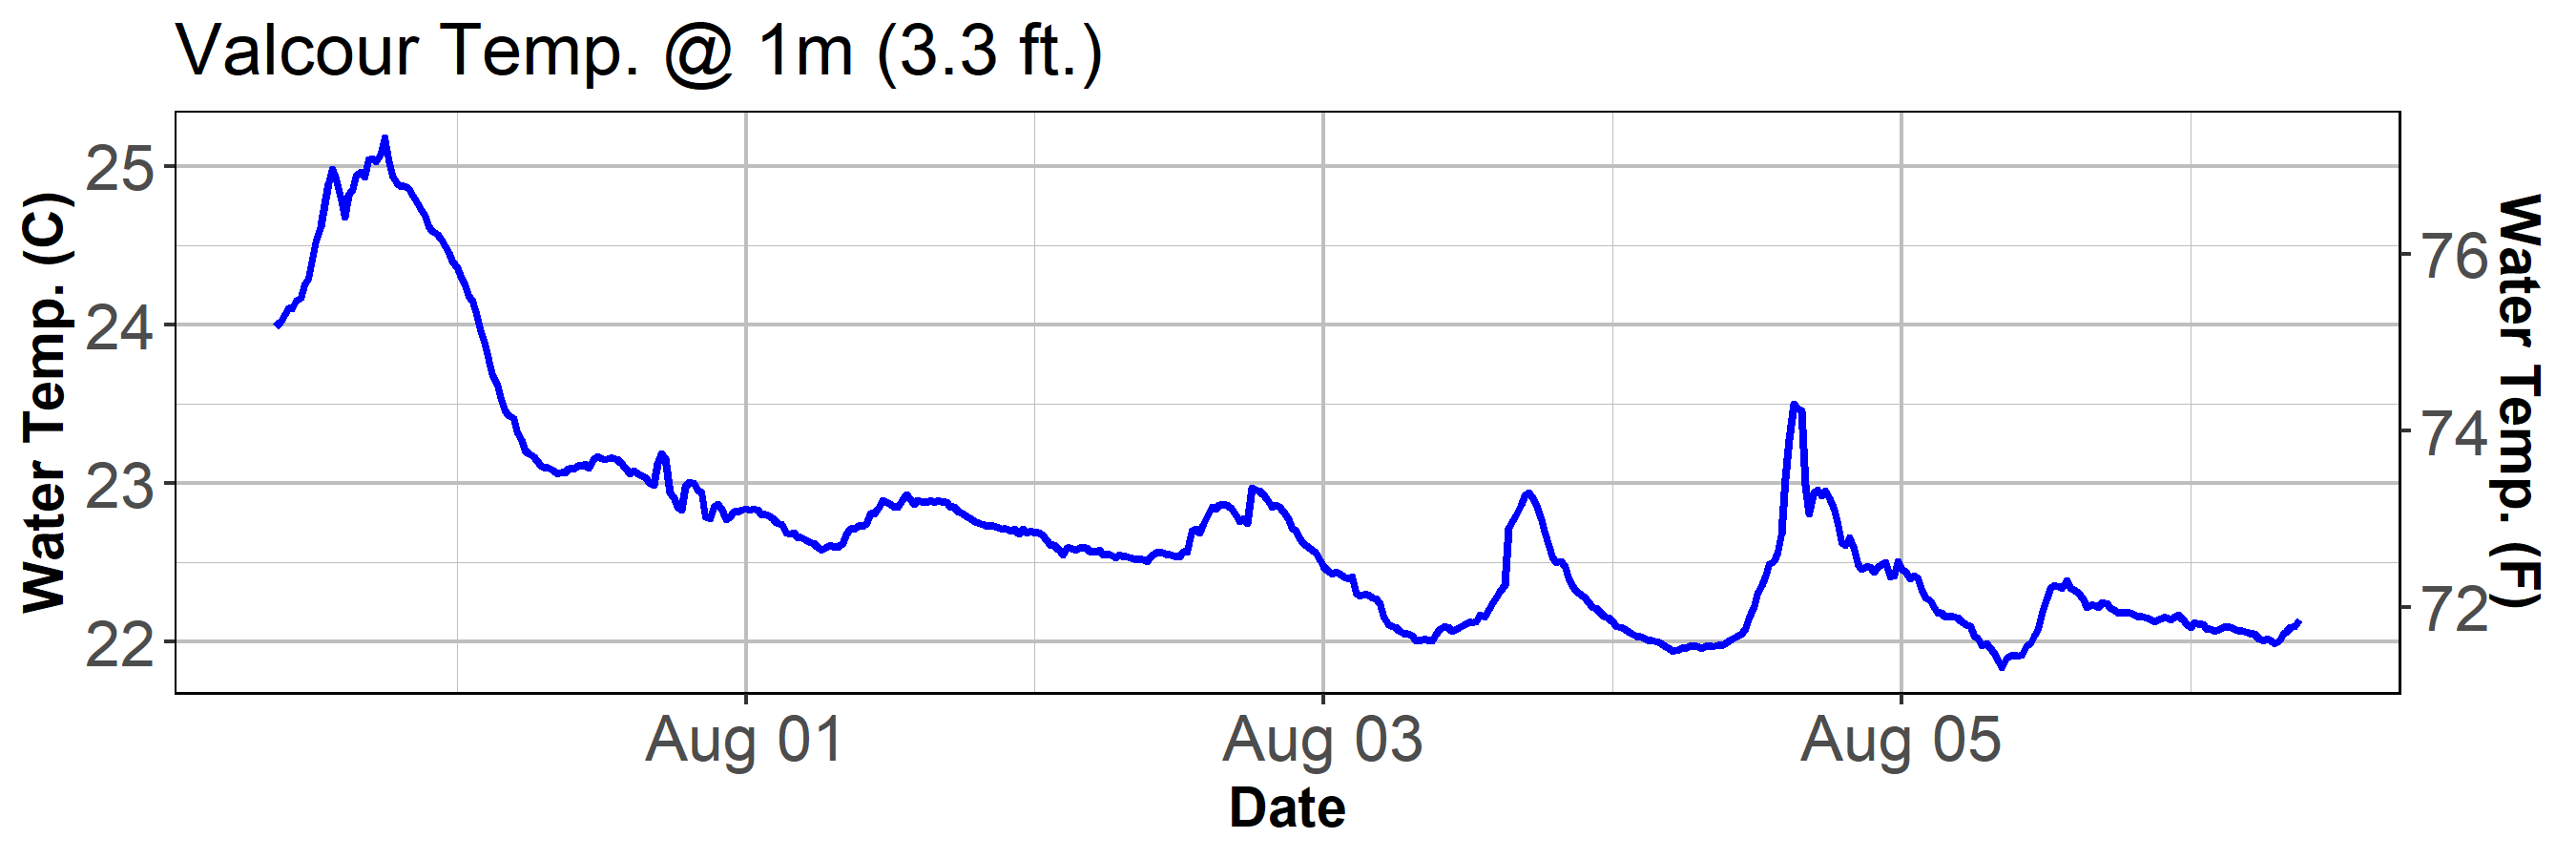 Valcour Temp. @ 1m (3.3 ft.)
Water Temp. (C)
25
24
23
22
76
74
72
Water Temp. (F)
Aug 01
Aug 03
Aug 05
Date